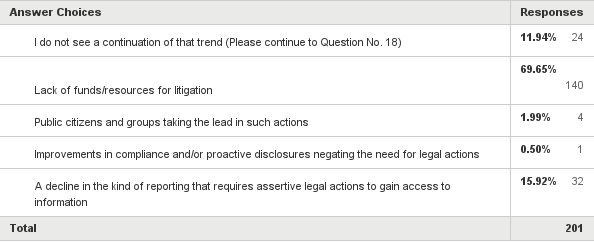 Answer Choices Responses
I do not see a continuation of that trend (Please continue to Question No. 18) 11.94% 24
69.65%
Lack of funds/resources for litigation 140
Public citizens and groups taking the lead in such actions 1.99% 4
Improvements in compliance and/or proactive disclosures negating the need for legal actions 0.50% 1
A decline in the kind of reporting that requires assertive legal actions to gain access to 15.92% 32
information
Total 201